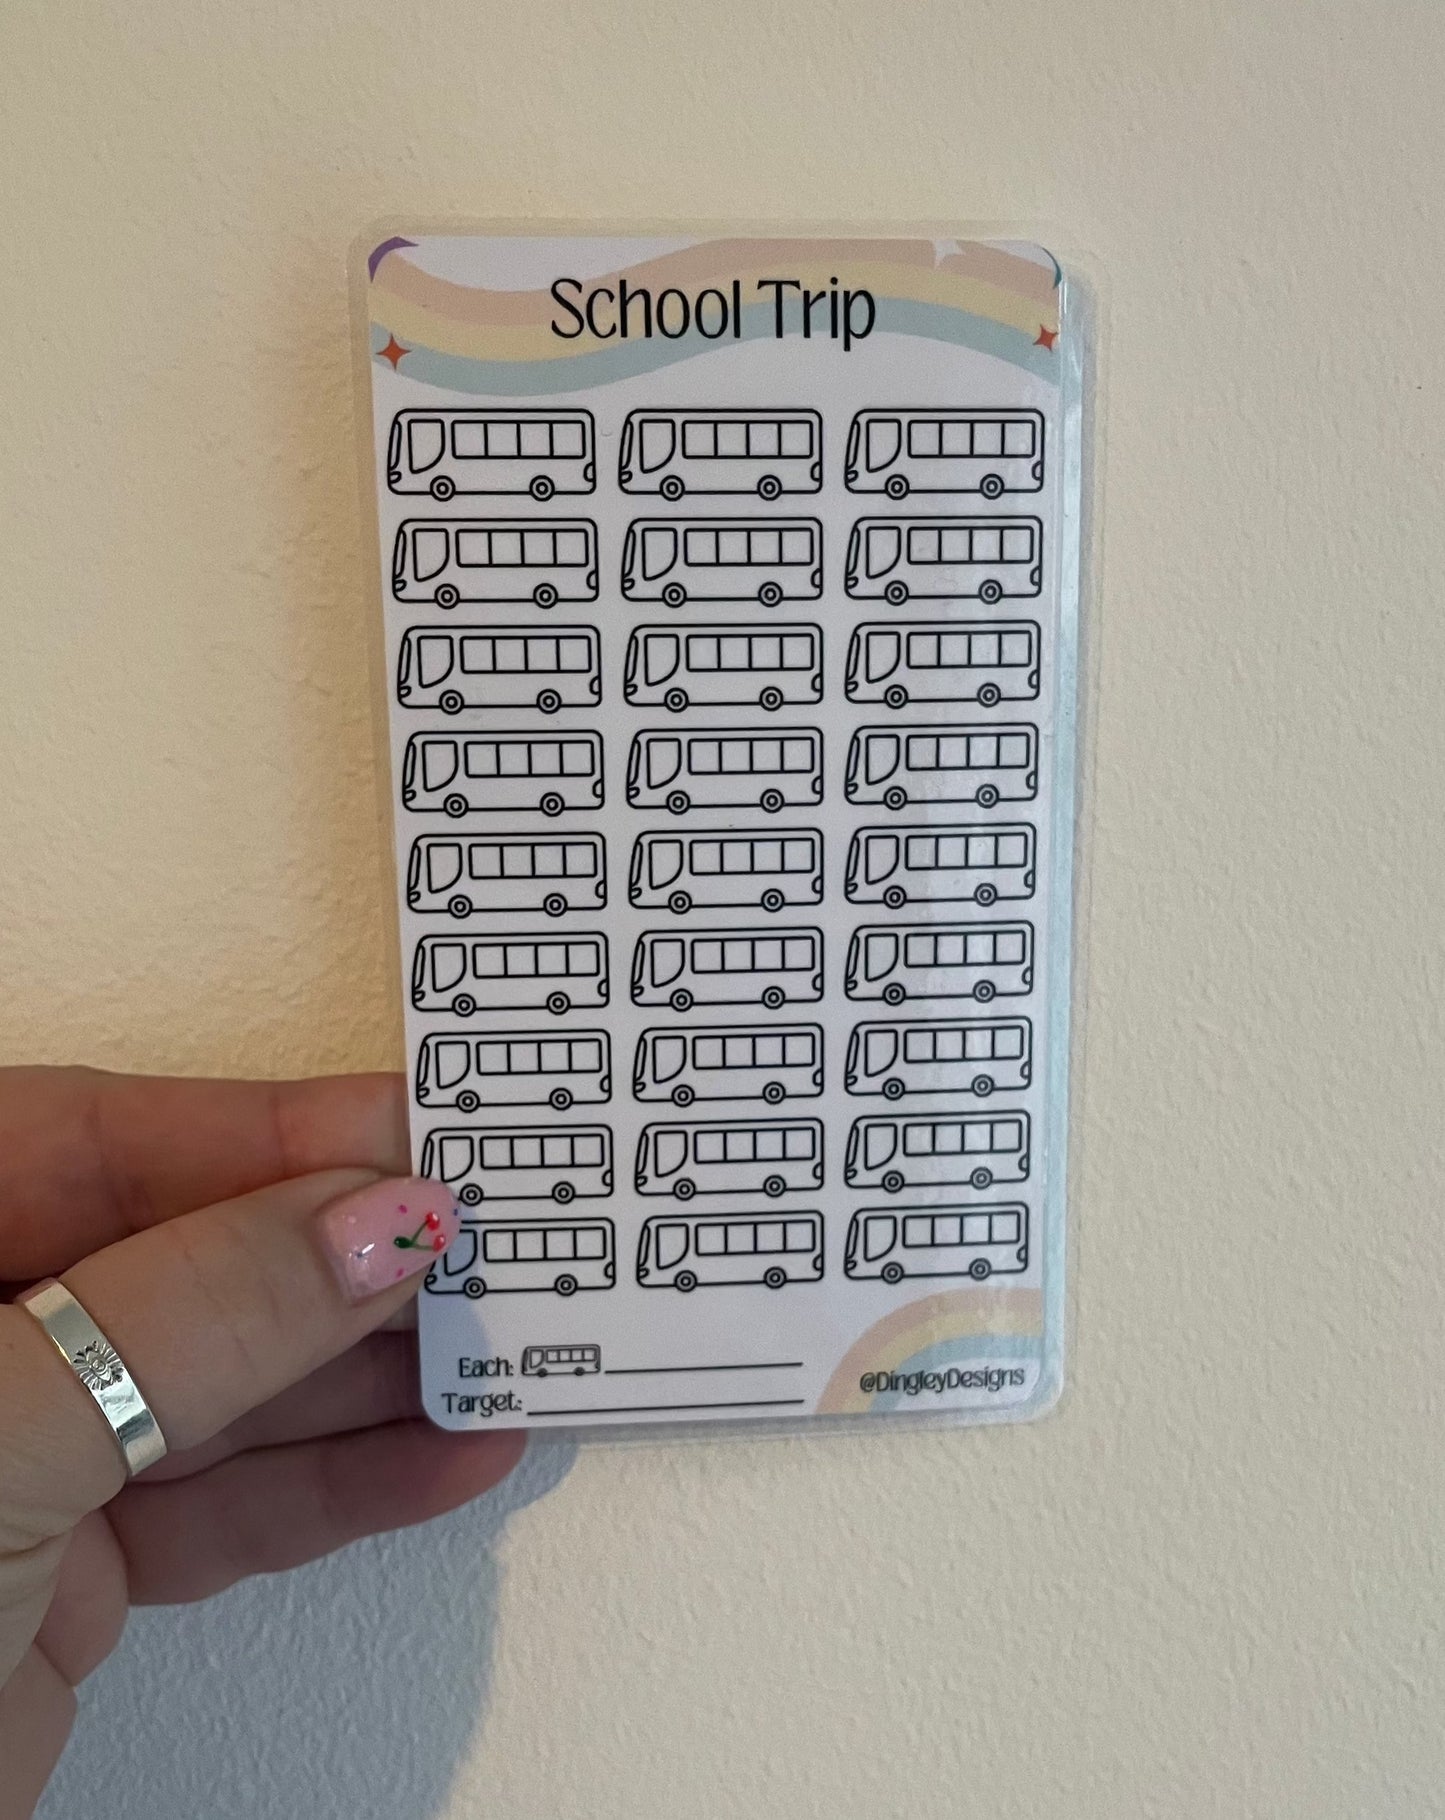 School Trip
Each:
Target:
@DingleyDesigns